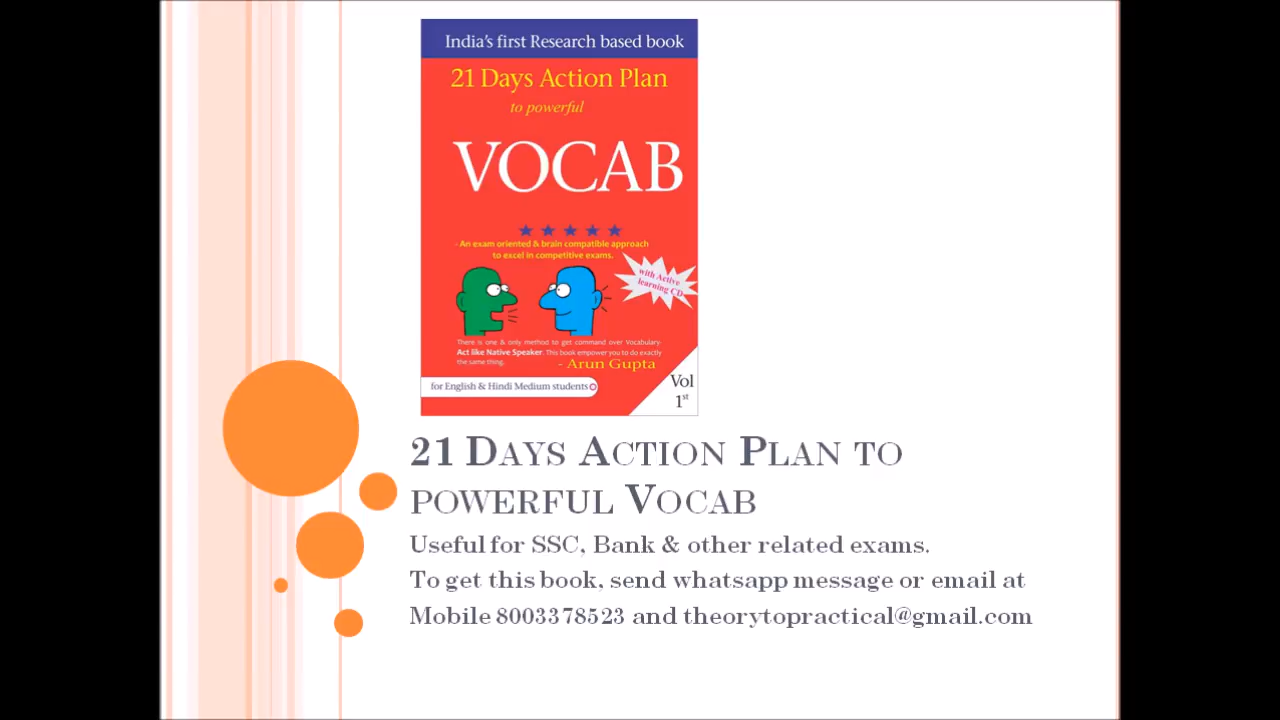 India's first Research based book
21 Days Action Plan
to powerful
VOCAB
- An exam oriented & brain compatible approach
to excel in competitive exams.
with Active
learning CD
There is one & only method to get command over Vocabulary-
Act like Native Speaker. This book empower you to do exactly
the same thing.
- Arun Gupta
for English & Hindi Medium students
Vol
1st
21 Days Action Plan to
powerful Vocab
Useful for SSC, Bank & other related exams.
To get this book, send whatsapp message or email at
Mobile 8003378523 and theorytopractical@gmail.com